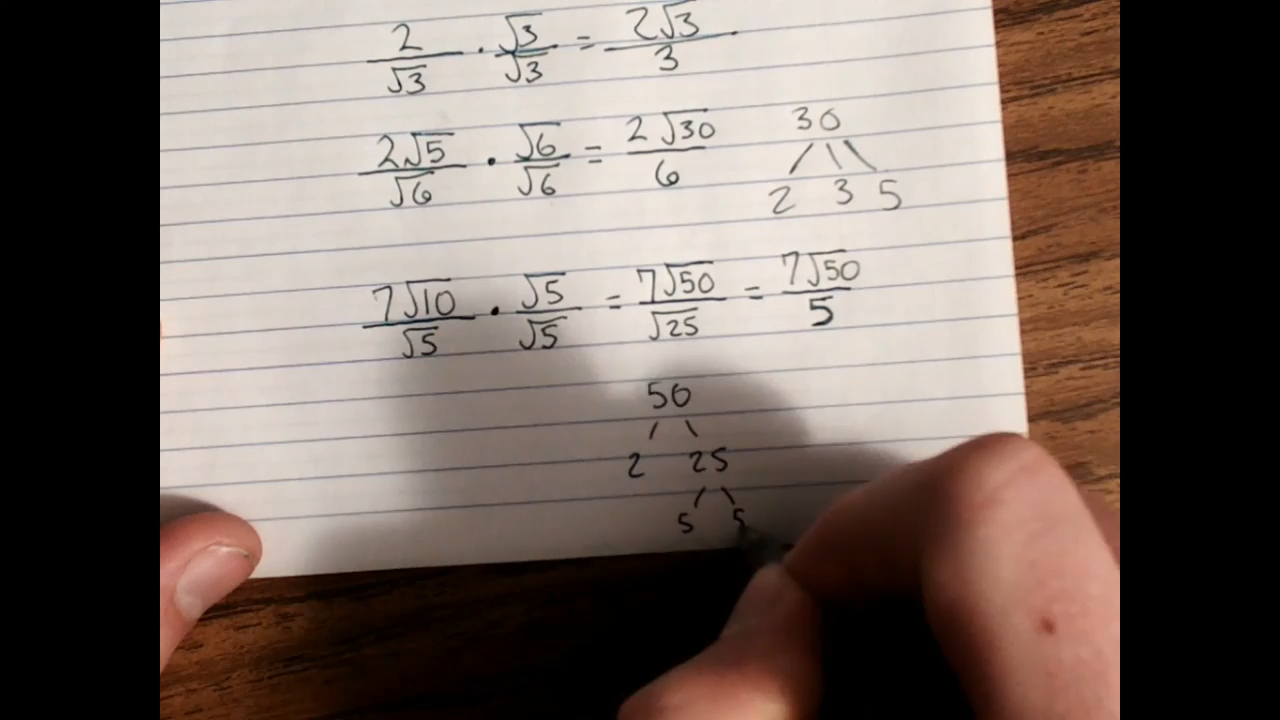 2/√3 · √3/√3 = 2√3/3
2√5/√6 · √6/√6 = 2√30/6
30
2 3 5
7√10/√5 · √5/√5 = 7√50/√25 = 7√50/5
50
2 25
5 5